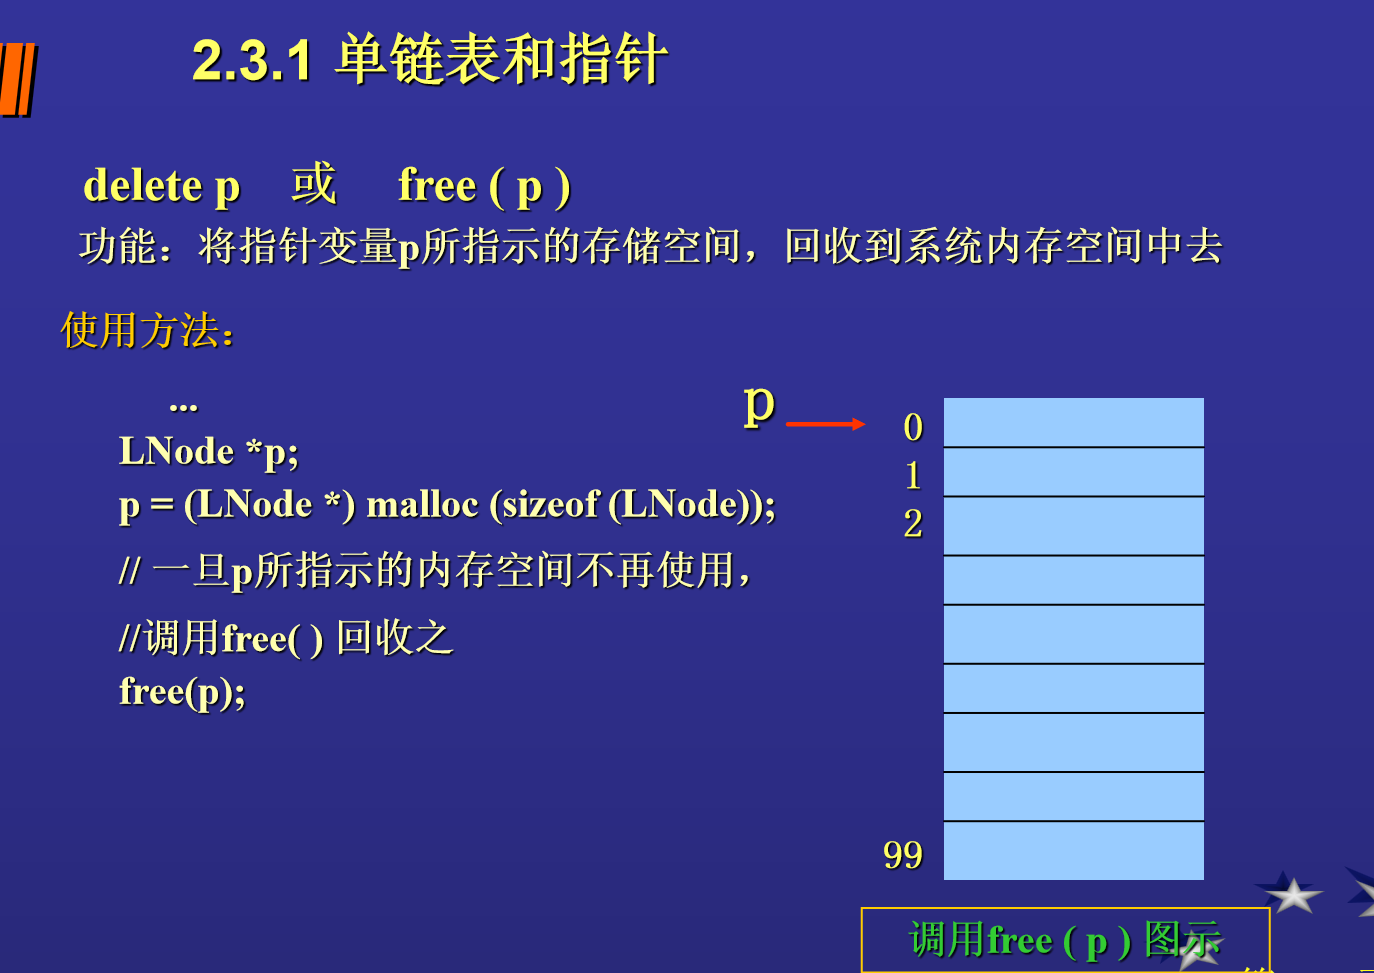 2.3.1 单链表和指针
delete p 或 free ( p )
功能：将指针变量p所指示的存储空间，回收到系统内存空间中去
使用方法：
...
LNode *p;
p = (LNode *) malloc (sizeof (LNode));
// 一旦p所指示的内存空间不再使用，
//调用free( ) 回收之
free(p);
p
0
1
2
99
调用free ( p ) 图示